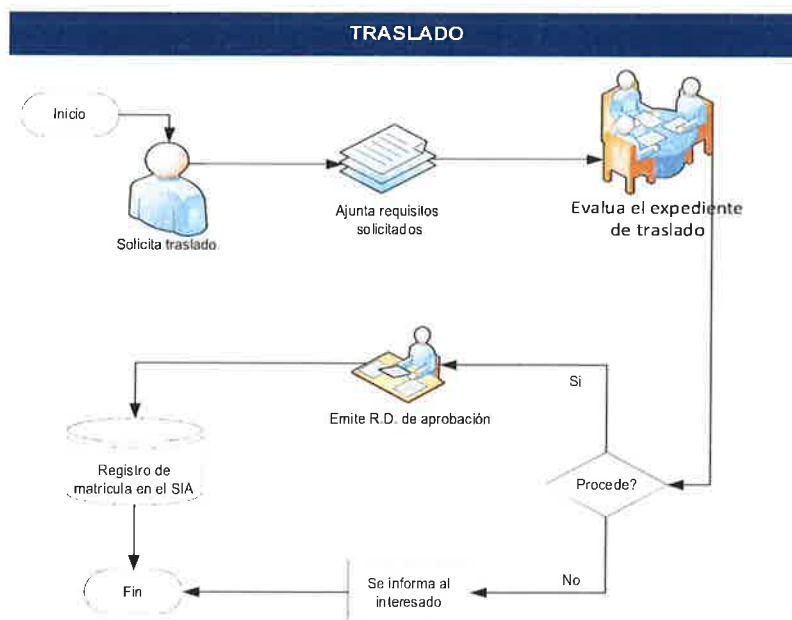 TRASLADO
Inicio
Solicita traslado
Ajunta requisitos
solicitados
Evalua el expediente
de traslado
Procede?
Si
Emite R.D. de aprobación
Registro de
matricula en el SIA
No
Se informa al
interesado
Fin